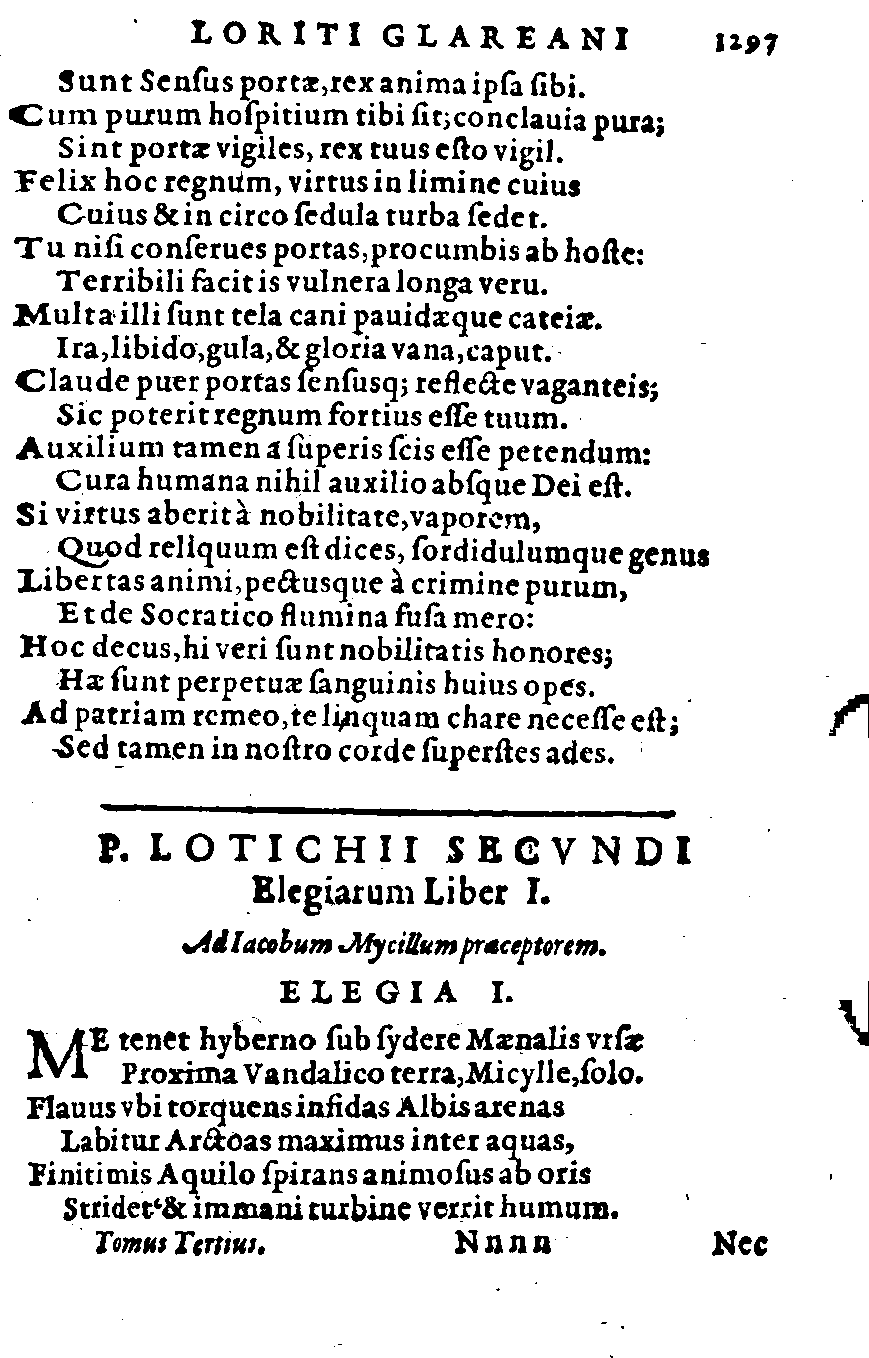 LORITI GLAREANI 1297
Sunt Senſus portæ, rex anima ipſa ſibi.
Cum purum hoſpitium tibi ſit; conclauia pura;
Sint portæ vigiles, rex tuus eſto vigil.
Felix hoc regnum, virtus in limine cuius
Cuius & in circo ſedula turba ſedet.
Tu niſi conſerues portas, procumbis ab hoſte:
Terribili facit is vulnera longa veru.
Multa illi ſunt tela cani pauidæque cateiæ.
Ira, libido, gula, & gloria vana, caput.
Claude puer portas ſenſusq; reflecte vaganteis;
Sic poterit regnum fortius eſſe tuum.
Auxilium tamen a ſuperis ſcis eſſe petendum:
Cura humana nihil auxilio abſque Dei eſt.
Si virtus aberit à nobilitate, vaporem,
Quod reliquum eſt dices, ſordidulumque genus
Libertas animi, pectusque à crimine purum,
Et de Socratico flumina fuſa mero:
Hoc decus, hi veri ſunt nobilitatis honores;
Hæ ſunt perpetuæ ſanguinis huius opes.
Ad patriam remeo, te linquam chare neceſſe eſt;
Sed tamen in noſtro corde ſuperſtes ades.
P. LOTICHII SECVNDI
Elegiarum Liber I.
Ad Iacobum Mycillum præceptorem.
ELEGIA I.
ME tenet hyberno ſub ſydere Mænalis vrſæ
Proxima Vandalico terra, Micylle, ſolo.
Flauus vbi torquens infidas Albis arenas
Labitur Arctoas maximus inter aquas,
Finitimis Aquilo ſpirans animoſus ab oris
Stridet & immani turbine verrit humum.
Tomus Tertius. Nnnn Nec